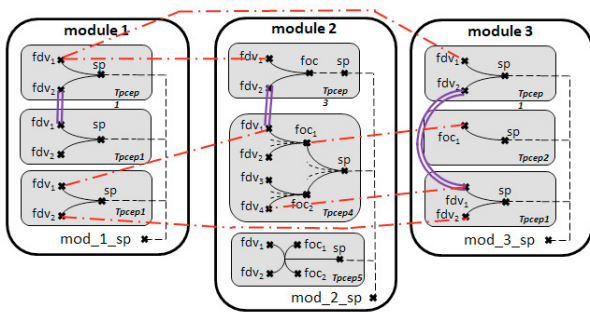 module 1
fdv1
sp
fdv2
Tpcep
1
fdv1
sp
fdv2
Tpcep1
fdv1
sp
fdv2
Tpcep1
mod_1_sp
module 2
fdv1
foc
sp
fdv2
Tpcep
3
fdv1
foc1
fdv2
sp
fdv3
foc2
fdv4
Tpcep4
fdv1
foc1
sp
fdv2
foc2
Tpcep5
mod_2_sp
module 3
fdv1
sp
fdv2
Tpcep
1
foc1
sp
Tpcep2
fdv1
sp
fdv2
Tpcep1
mod_3_sp